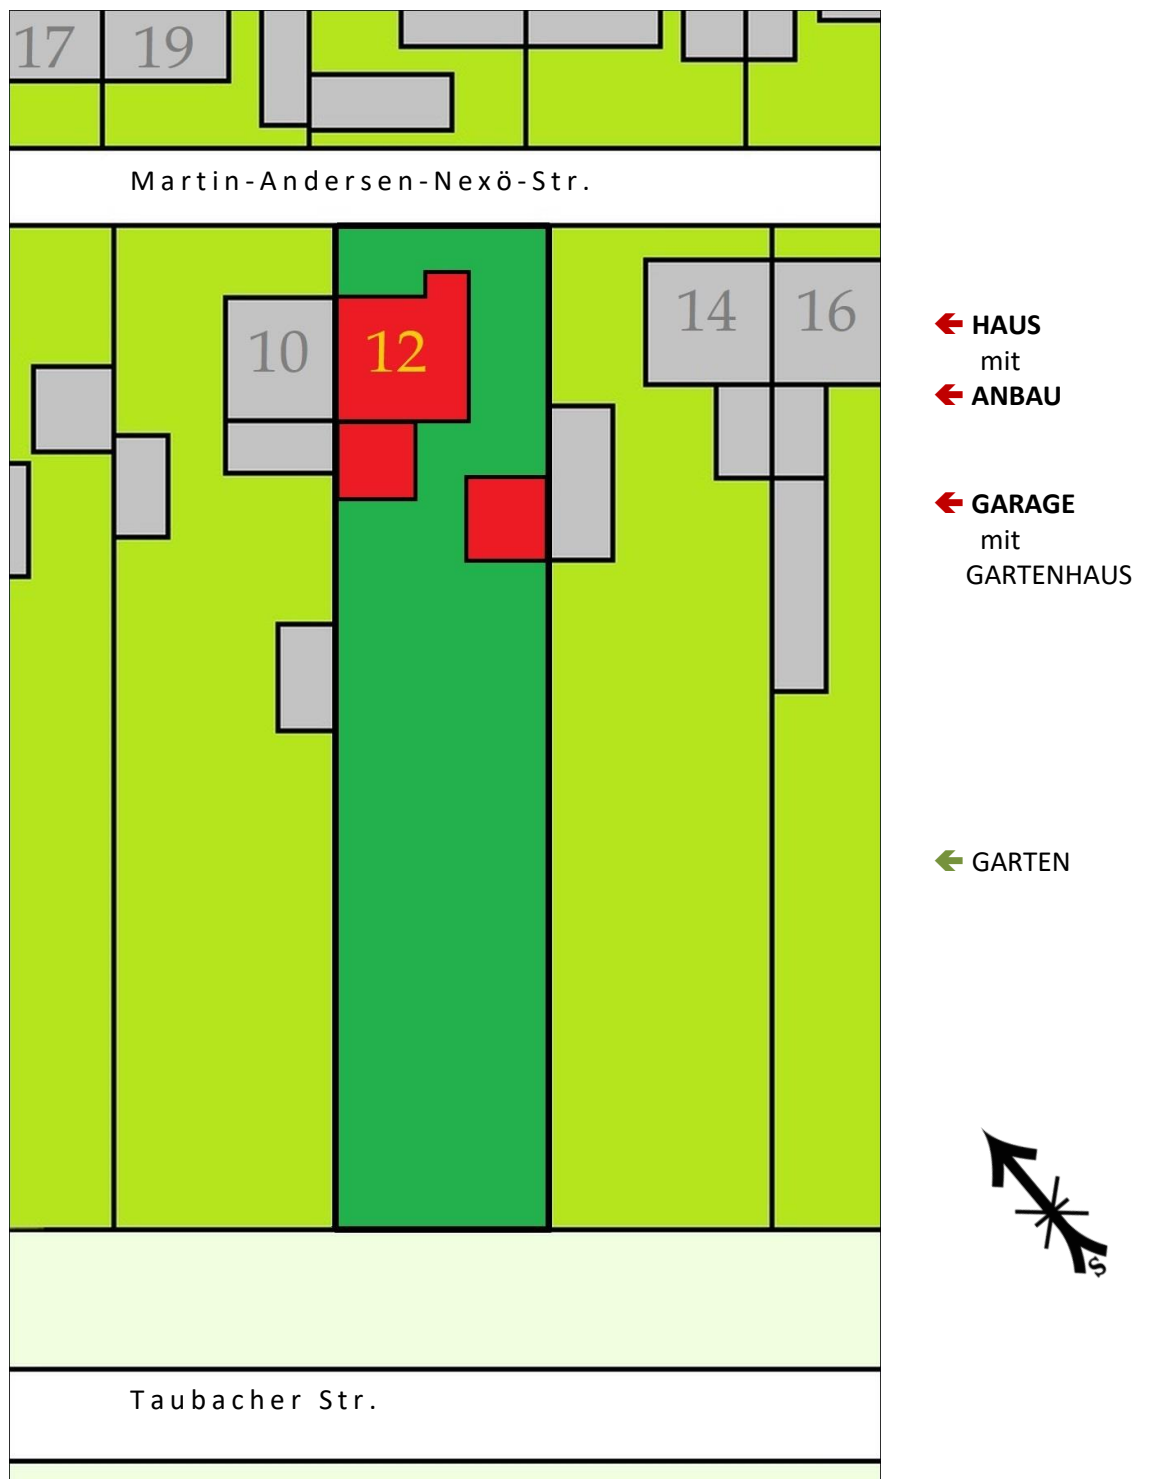 17 19
Martin-Andersen-Nexö-Str.
10 12 14 16
HAUS
mit
ANBAU
GARAGE
mit
GARTENHAUS
GARTEN
S
Taubacher Str.